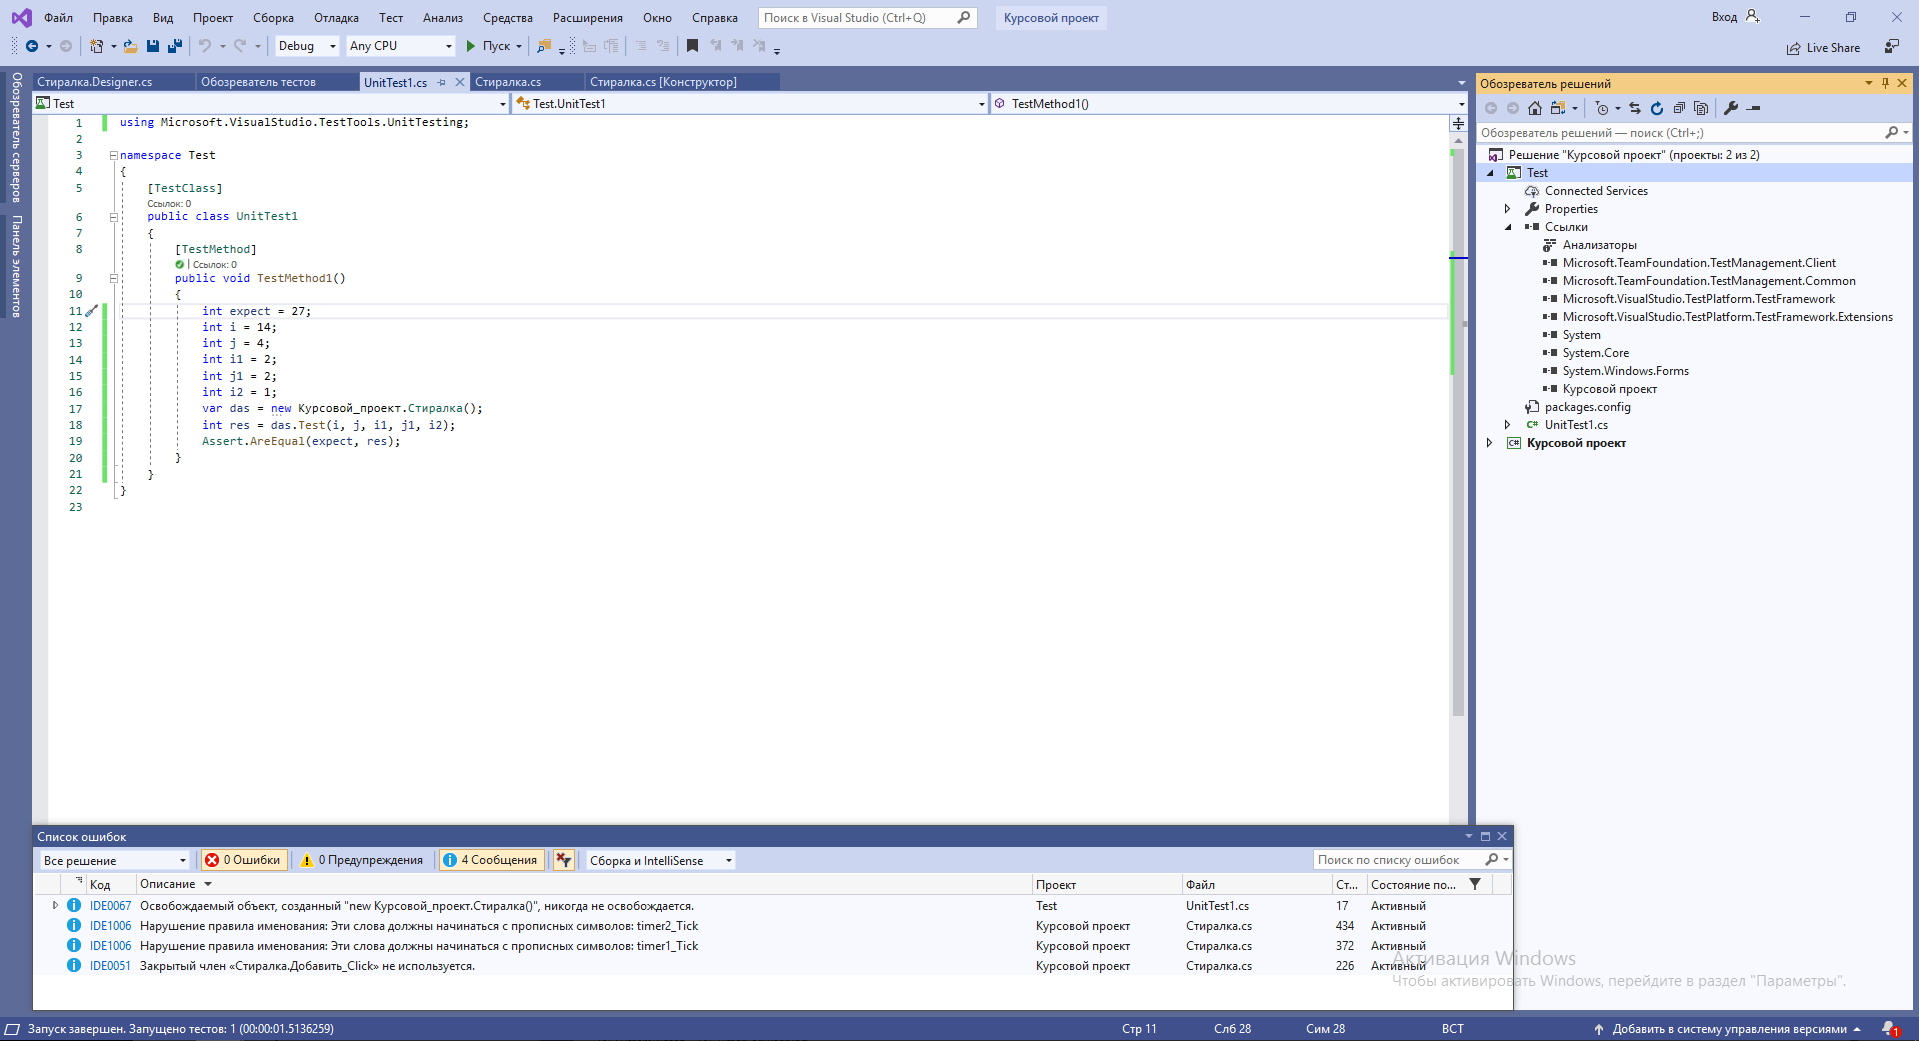 Файл Правка Вид Проект Сборка Отладка Тест Анализ Средства Расширения Окно Справка Поиск в Visual Studio (Ctrl+Q) Курсовой проект Вход
Debug Any CPU Пуск Live Share
Обозреватель серверов
Панель элементов
Стиралка.Designer.cs Обозреватель тестов UnitTest1.cs Стиралка.cs Стиралка.cs [Конструктор]
Test Test.UnitTest1 TestMethod1()
1 using Microsoft.VisualStudio.TestTools.UnitTesting;
2
3 namespace Test
4 {
5 [TestClass]
Ссылок: 0
6 public class UnitTest1
7 {
8 [TestMethod]
| Ссылок: 0
9 public void TestMethod1()
10 {
11 int expect = 27;
12 int i = 14;
13 int j = 4;
14 int i1 = 2;
15 int j1 = 2;
16 int i2 = 1;
17 var das = new Курсовой_проект.Стиралка();
18 int res = das.Test(i, j, i1, j1, i2);
19 Assert.AreEqual(expect, res);
20 }
21 }
22 }
23
Обозреватель решений
Обозреватель решений — поиск (Ctrl+;)
Решение "Курсовой проект" (проекты: 2 из 2)
Test
Connected Services
Properties
Ссылки
Анализаторы
Microsoft.TeamFoundation.TestManagement.Client
Microsoft.TeamFoundation.TestManagement.Common
Microsoft.VisualStudio.TestPlatform.TestFramework
Microsoft.VisualStudio.TestPlatform.TestFramework.Extensions
System
System.Core
System.Windows.Forms
Курсовой проект
packages.config
C# UnitTest1.cs
C# Курсовой проект
Список ошибок
Все решение 0 Ошибки 0 Предупреждения 4 Сообщения Сборка и IntelliSense Поиск по списку ошибок
Код Описание Проект Файл Ст... Состояние по...
IDE0067 Освобождаемый объект, созданный "new Курсовой_проект.Стиралка()", никогда не освобождается. Test UnitTest1.cs 17 Активный
IDE1006 Нарушение правила именования: Эти слова должны начинаться с прописных символов: timer2_Tick Курсовой проект Стиралка.cs 434 Активный
IDE1006 Нарушение правила именования: Эти слова должны начинаться с прописных символов: timer1_Tick Курсовой проект Стиралка.cs 372 Активный
IDE0051 Закрытый член «Стиралка.Добавить_Click» не используется. Курсовой проект Стиралка.cs 226 Активный
Активация Windows
Чтобы активировать Windows, перейдите в раздел "Параметры".
Запуск завершен. Запущено тестов: 1 (00:00:01.5136259) Стр 11 Слб 28 Сим 28 ВСТ Добавить в систему управления версиями 1